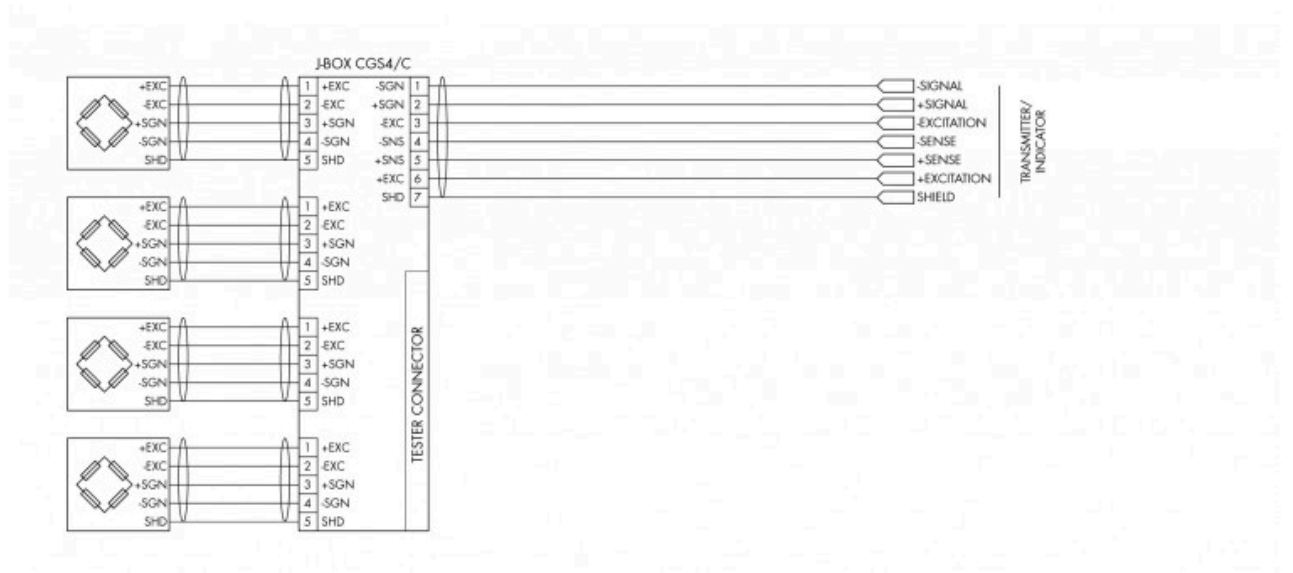 J-BOX CGS4/C
+EXC 1 +EXC -SGN 1 -SIGNAL
-EXC 2 -EXC +SGN 2 +SIGNAL
+SGN 3 +SGN -EXC 3 -EXCITATION
-SGN 4 -SGN -SNS 4 -SENSE
SHD 5 SHD +SNS 5 +SENSE
+EXC 6 +EXCITATION
SHD 7 SHIELD
TRANSMITTER/
INDICATOR
+EXC 1 +EXC
-EXC 2 -EXC
+SGN 3 +SGN
-SGN 4 -SGN
SHD 5 SHD
+EXC 1 +EXC
-EXC 2 -EXC
+SGN 3 +SGN
-SGN 4 -SGN
SHD 5 SHD
+EXC 1 +EXC
-EXC 2 -EXC
+SGN 3 +SGN
-SGN 4 -SGN
SHD 5 SHD
TESTER CONNECTOR